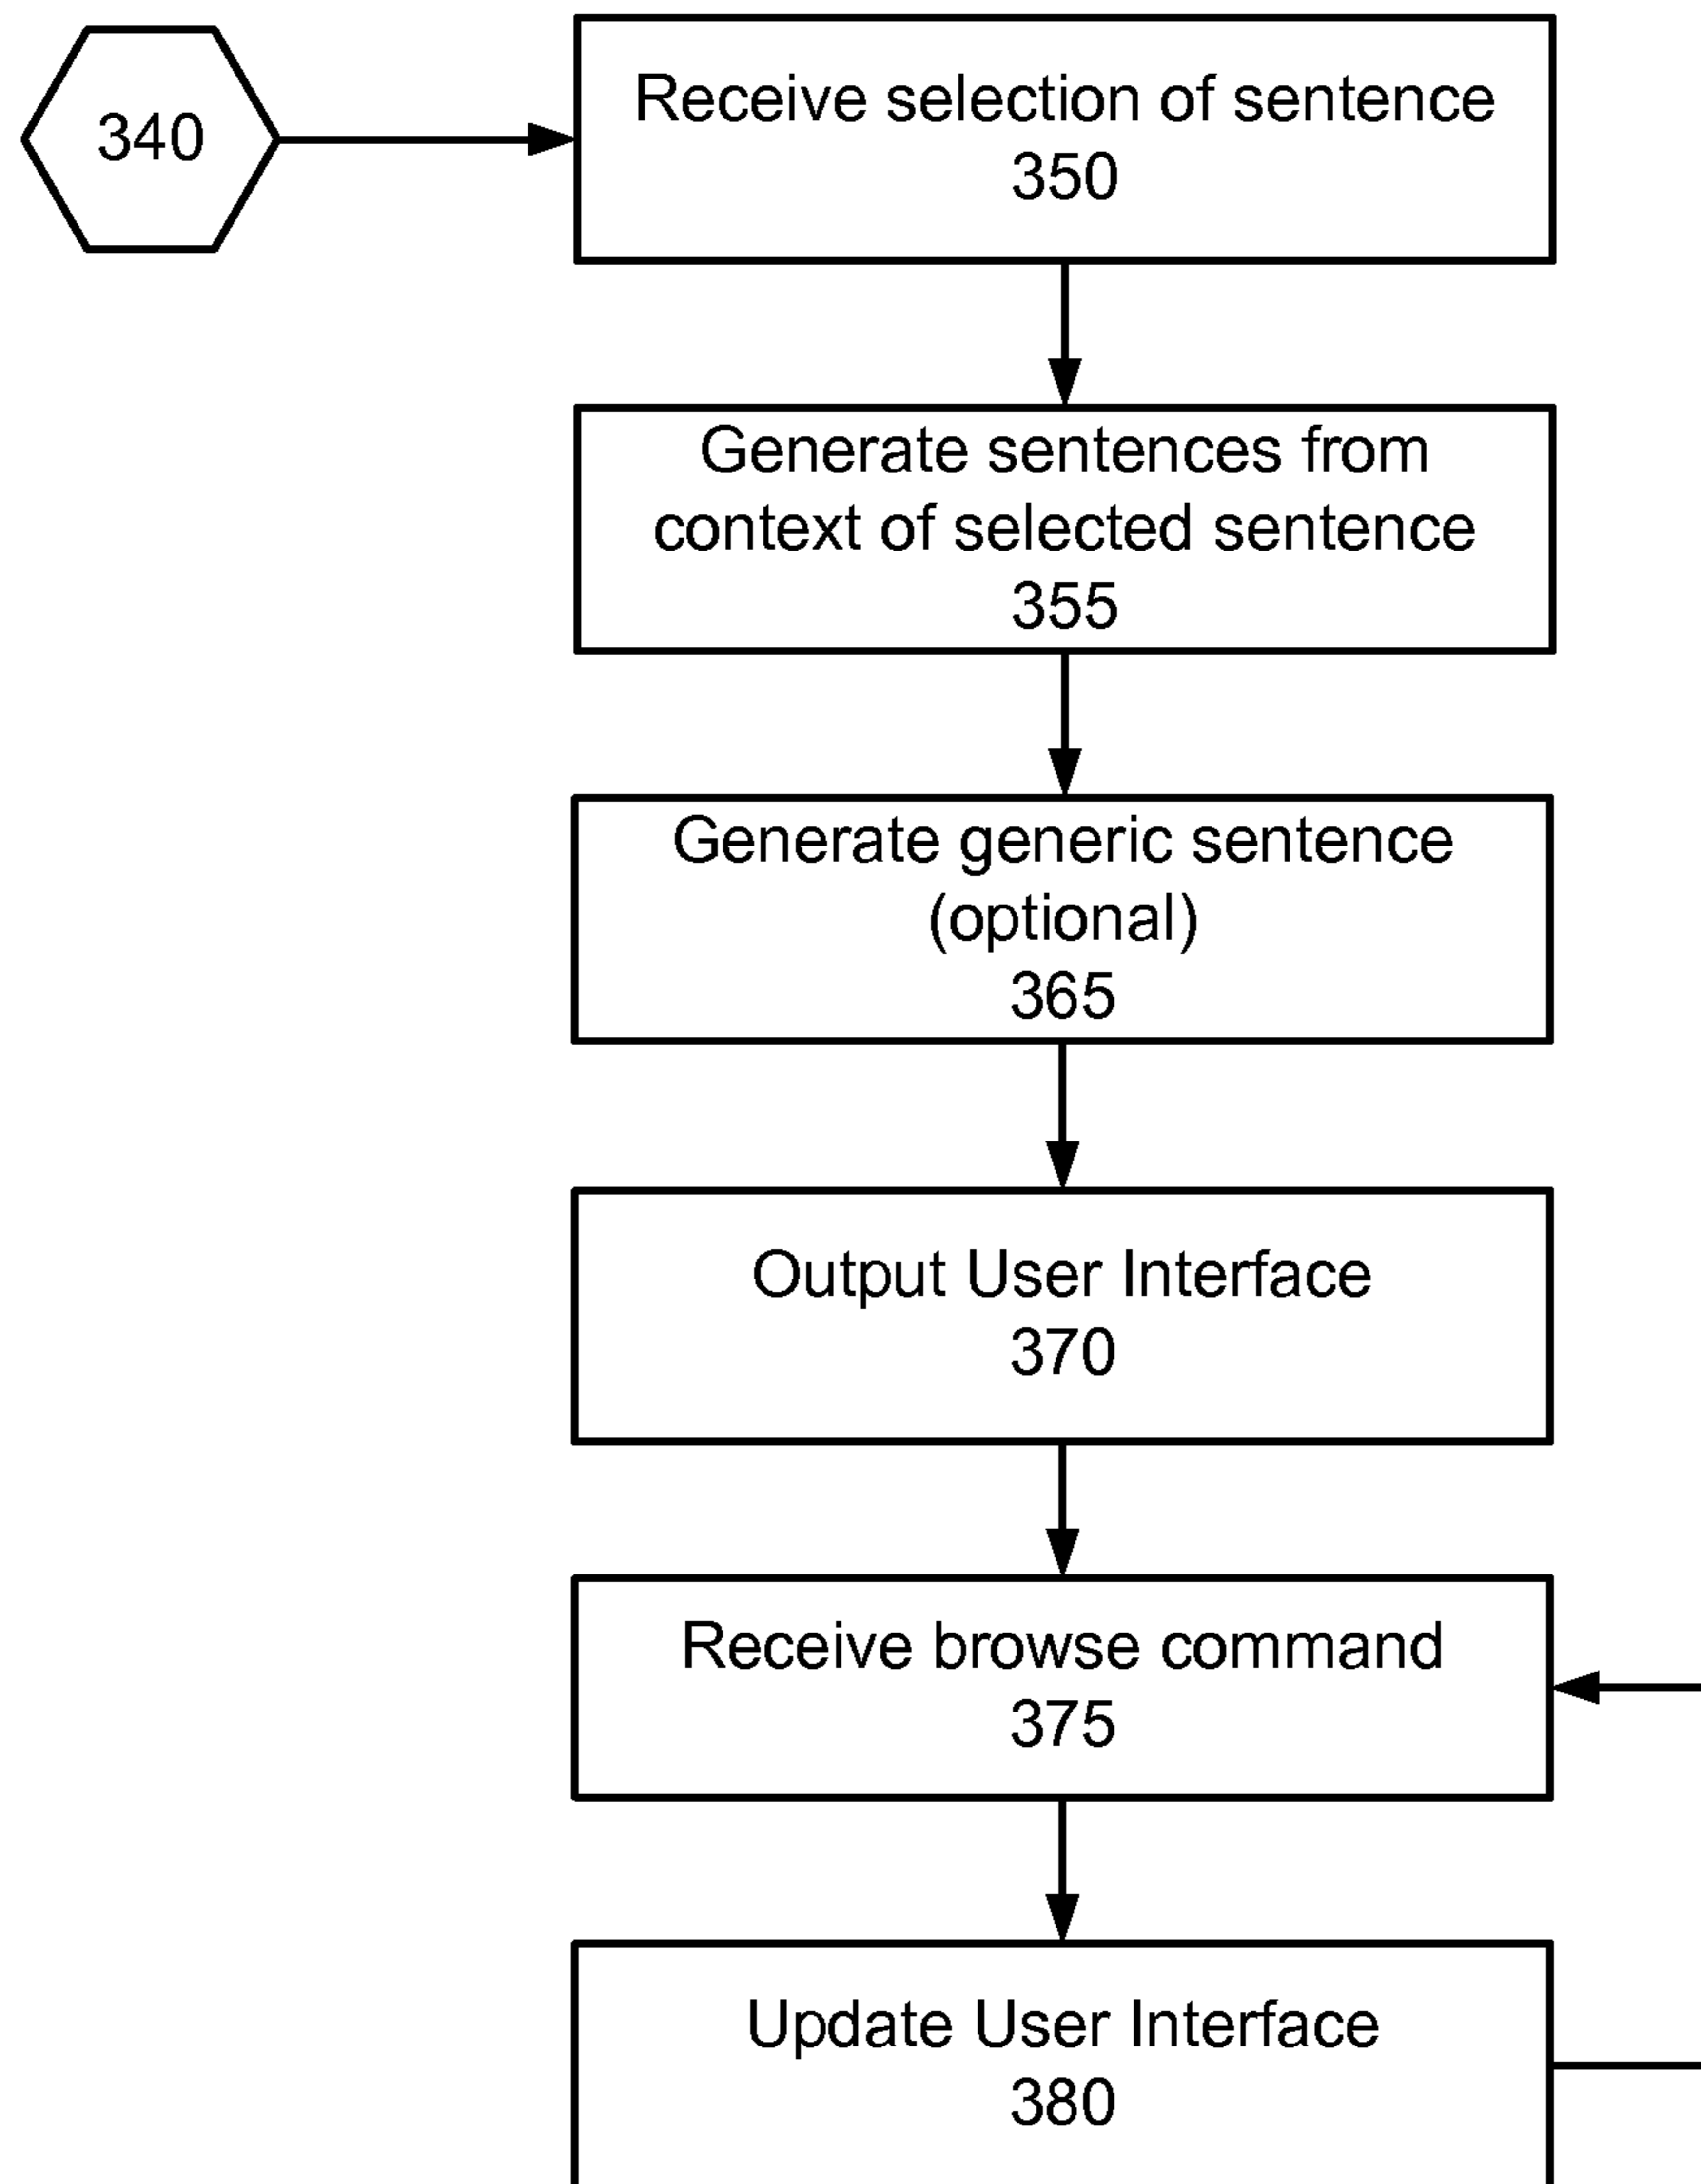 340
Receive selection of sentence
350
Generate sentences from
context of selected sentence
355
Generate generic sentence
(optional)
365
Output User Interface
370
Receive browse command
375
Update User Interface
380